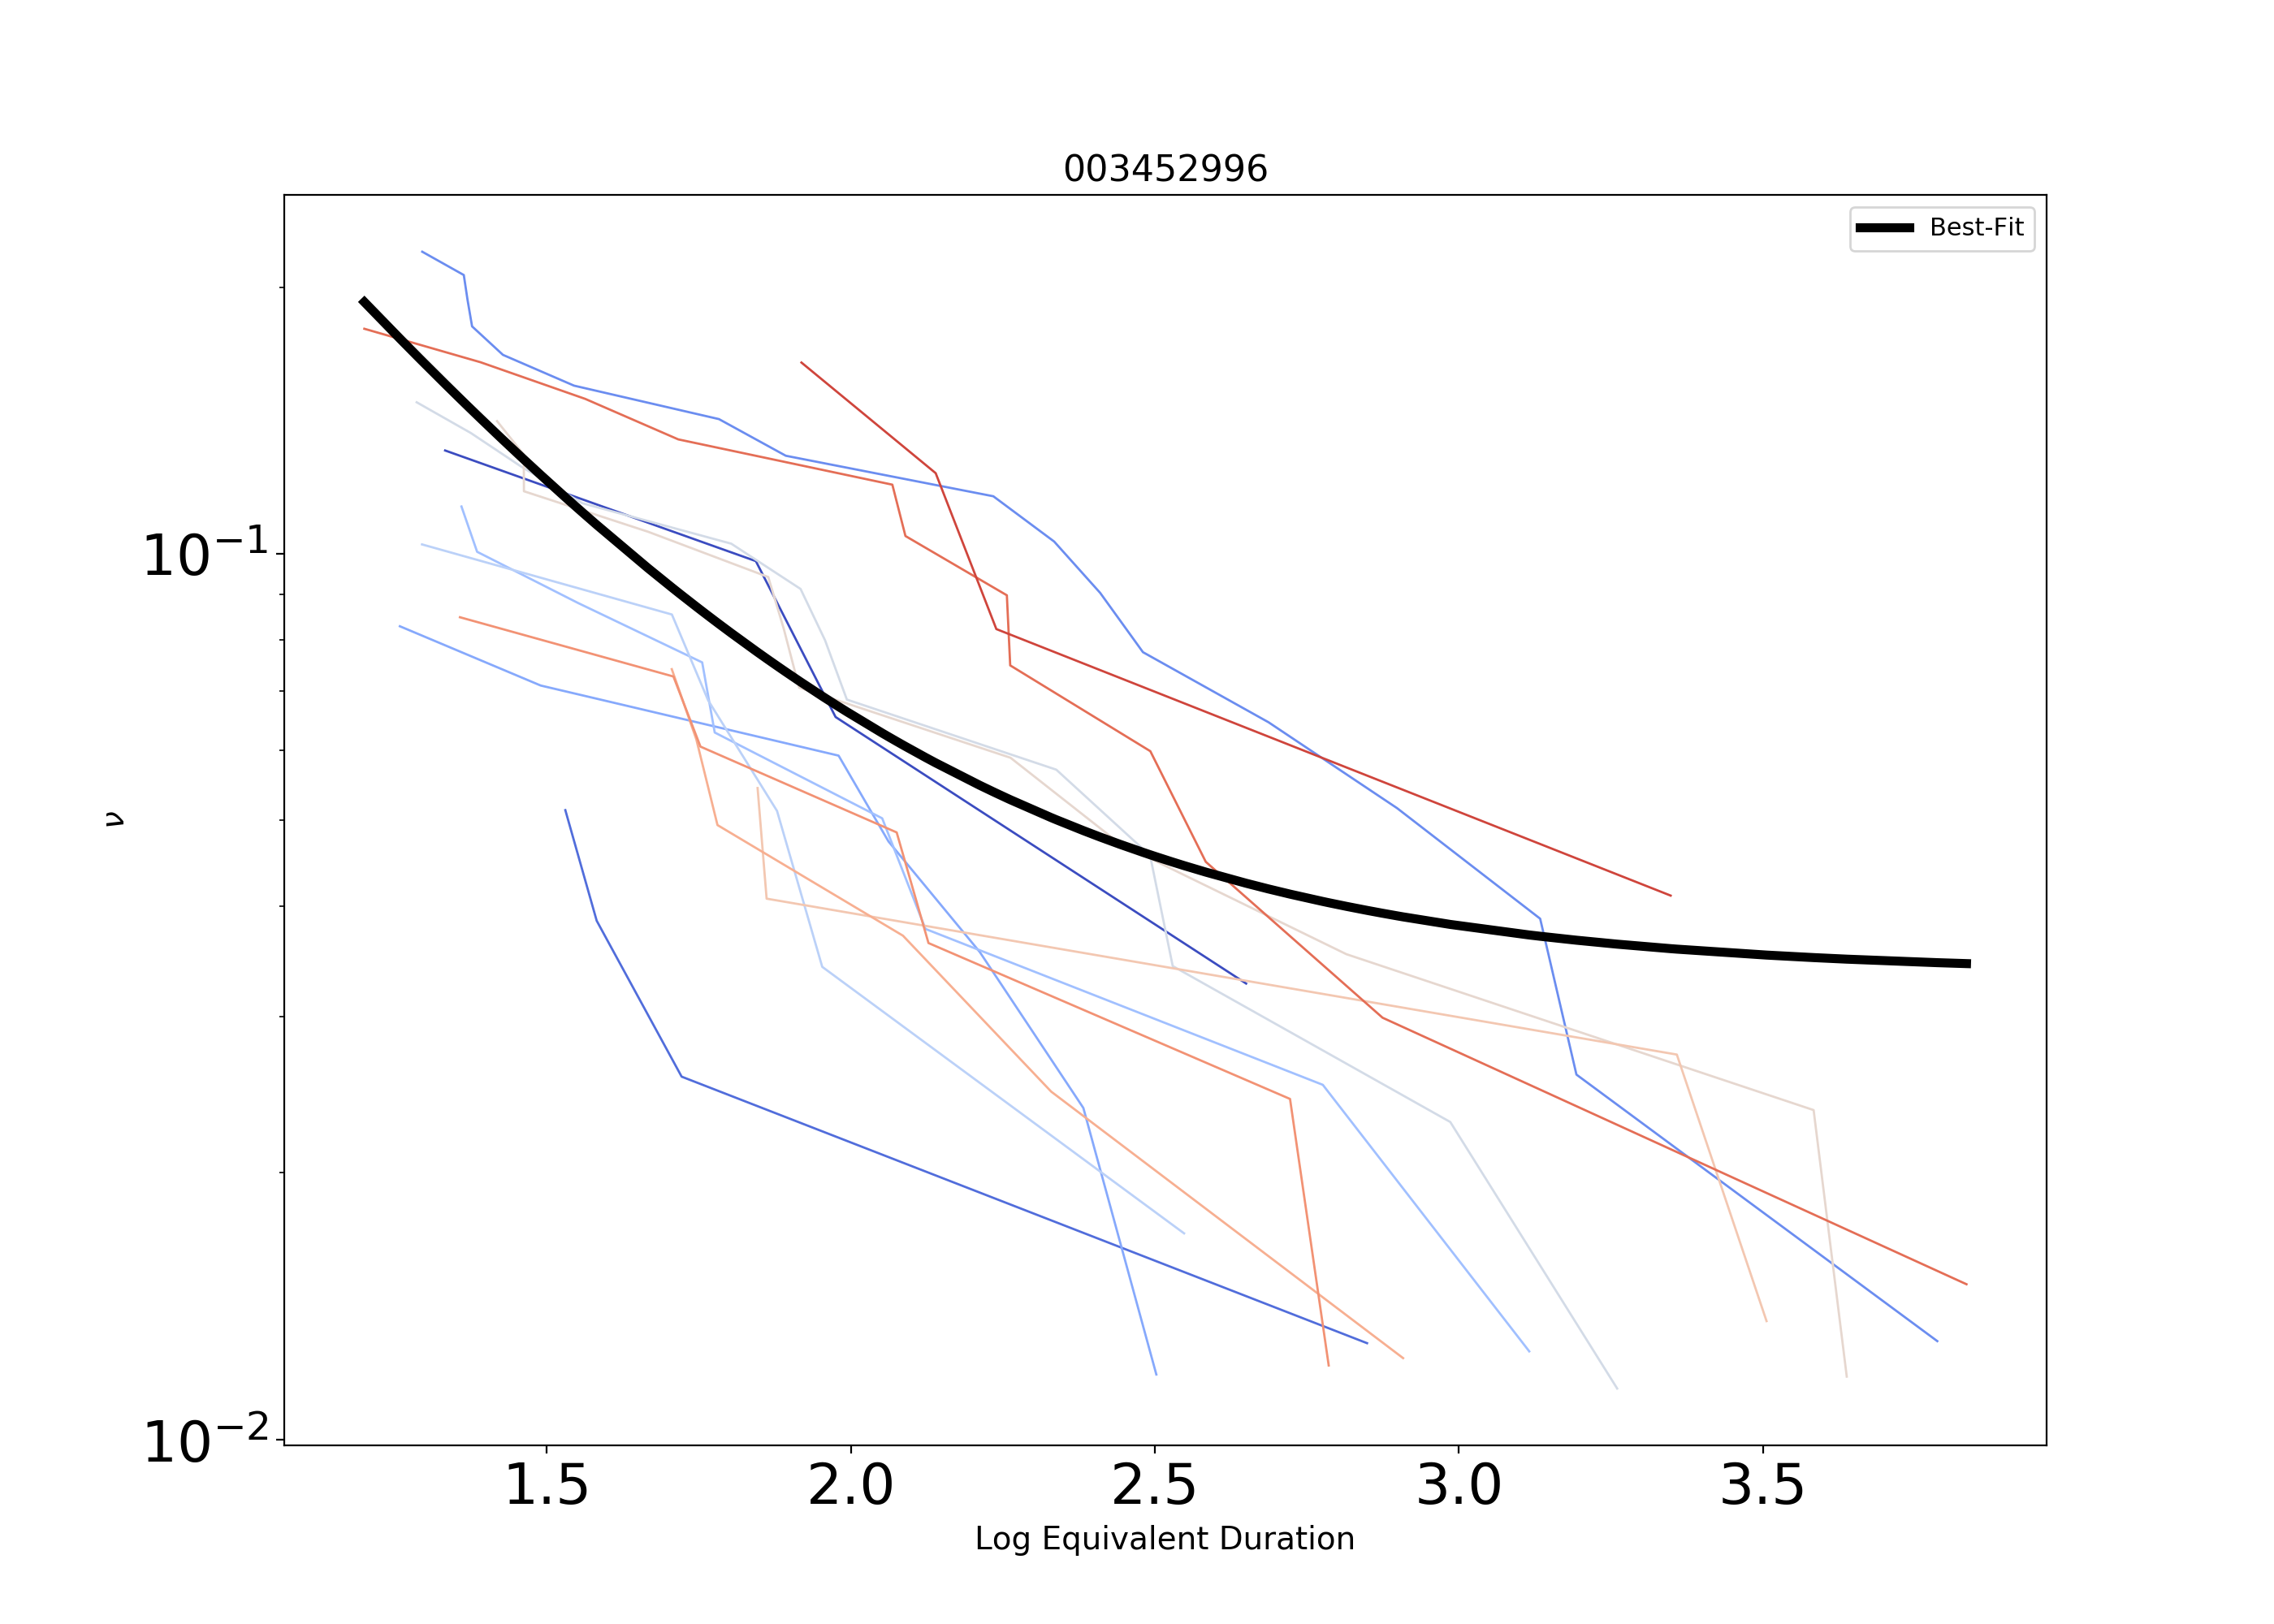 003452996
Best-Fit
10⁻¹
ν
10⁻²
1.5 2.0 2.5 3.0 3.5
Log Equivalent Duration